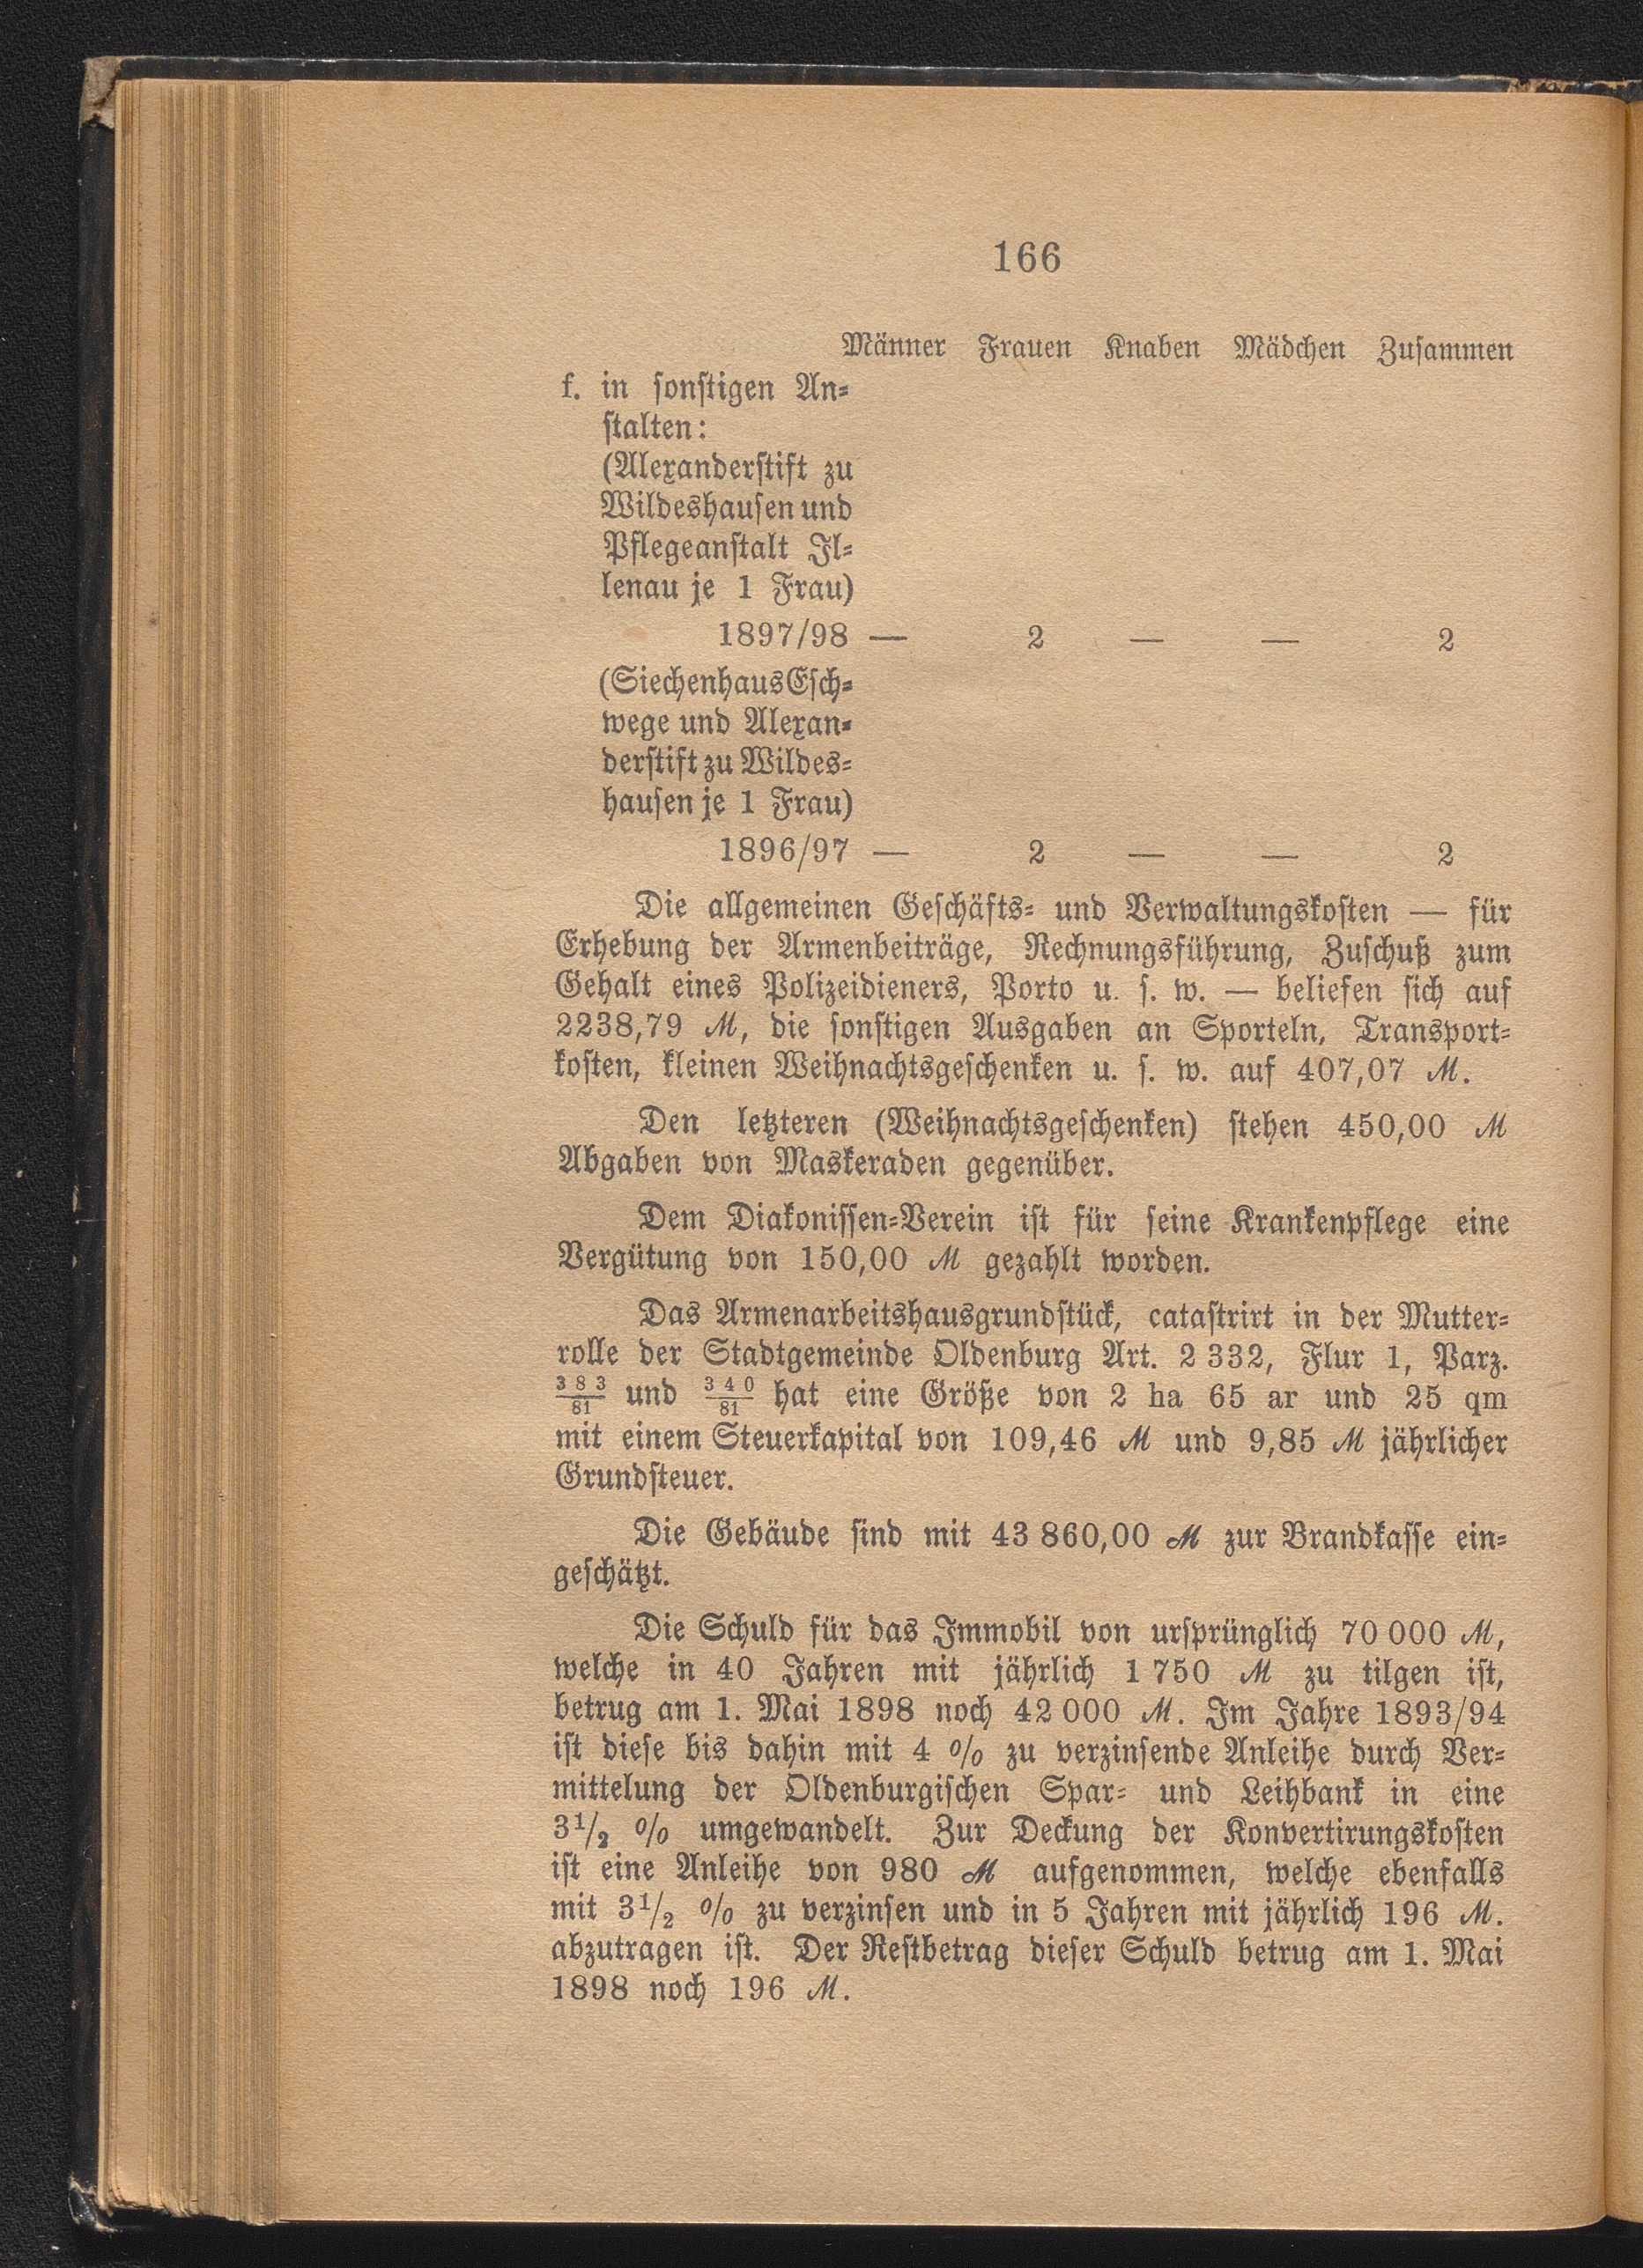 166
Männer Frauen Knaben Mädchen Zusammen
f. in sonstigen An-
stalten:
(Alexanderstift zu
Wildeshausen und
Pflegeanstalt Il-
lenau je 1 Frau)
1897/98 — 2 — — 2
(Siechenhaus Esch-
wege und Alexan-
derstift zu Wildes-
hausen je 1 Frau)
1896/97 — 2 — — 2
Die allgemeinen Geschäfts- und Verwaltungskosten — für
Erhebung der Armenbeiträge, Rechnungsführung, Zuschuß zum
Gehalt eines Polizeidieners, Porto u. s. w. — beliefen sich auf
2238,79 ℳ, die sonstigen Ausgaben an Sporteln, Transport-
kosten, kleinen Weihnachtsgeschenken u. s. w. auf 407,07 ℳ.
Den letzteren (Weihnachtsgeschenken) stehen 450,00 ℳ
Abgaben von Maskeraden gegenüber.
Dem Diakonissen-Verein ist für seine Krankenpflege eine
Vergütung von 150,00 ℳ gezahlt worden.
Das Armenarbeitshausgrundstück, catastrirt in der Mutter-
rolle der Stadtgemeinde Oldenburg Art. 2 332, Flur 1, Parz.
383/81 und 340/81 hat eine Größe von 2 ha 65 ar und 25 qm
mit einem Steuerkapital von 109,46 ℳ und 9,85 ℳ jährlicher
Grundsteuer.
Die Gebäude sind mit 43 860,00 ℳ zur Brandkasse ein-
geschätzt.
Die Schuld für das Immobil von ursprünglich 70 000 ℳ,
welche in 40 Jahren mit jährlich 1 750 ℳ zu tilgen ist,
betrug am 1. Mai 1898 noch 42 000 ℳ. Im Jahre 1893/94
ist diese bis dahin mit 4 % zu verzinsende Anleihe durch Ver-
mittelung der Oldenburgischen Spar- und Leihbank in eine
3 1/2 % umgewandelt. Zur Deckung der Konvertirungskosten
ist eine Anleihe von 980 ℳ aufgenommen, welche ebenfalls
mit 3 1/2 % zu verzinsen und in 5 Jahren mit jährlich 196 ℳ.
abzutragen ist. Der Restbetrag dieser Schuld betrug am 1. Mai
1898 noch 196 ℳ.